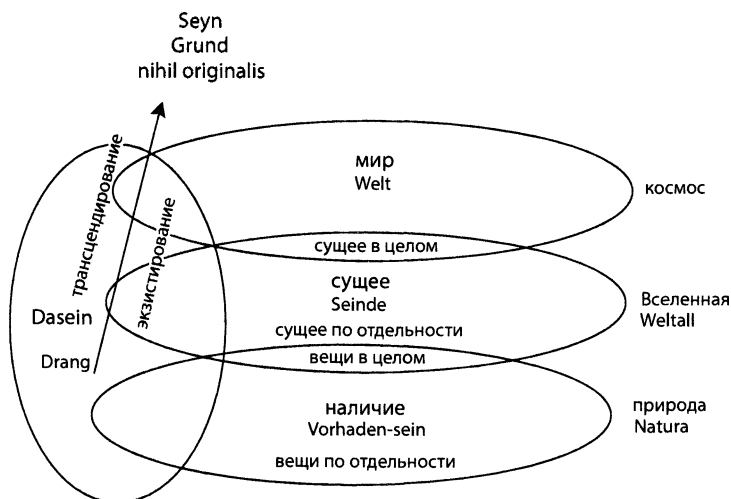 Seyn
Grund
nihil originalis
трансцендирование
экзистирование
мир
Welt
космос
сущее в целом
сущее
Seinde
Вселенная
Weltall
Dasein
сущее по отдельности
Drang
вещи в целом
наличие
Vorhaden-sein
природа
Natura
вещи по отдельности